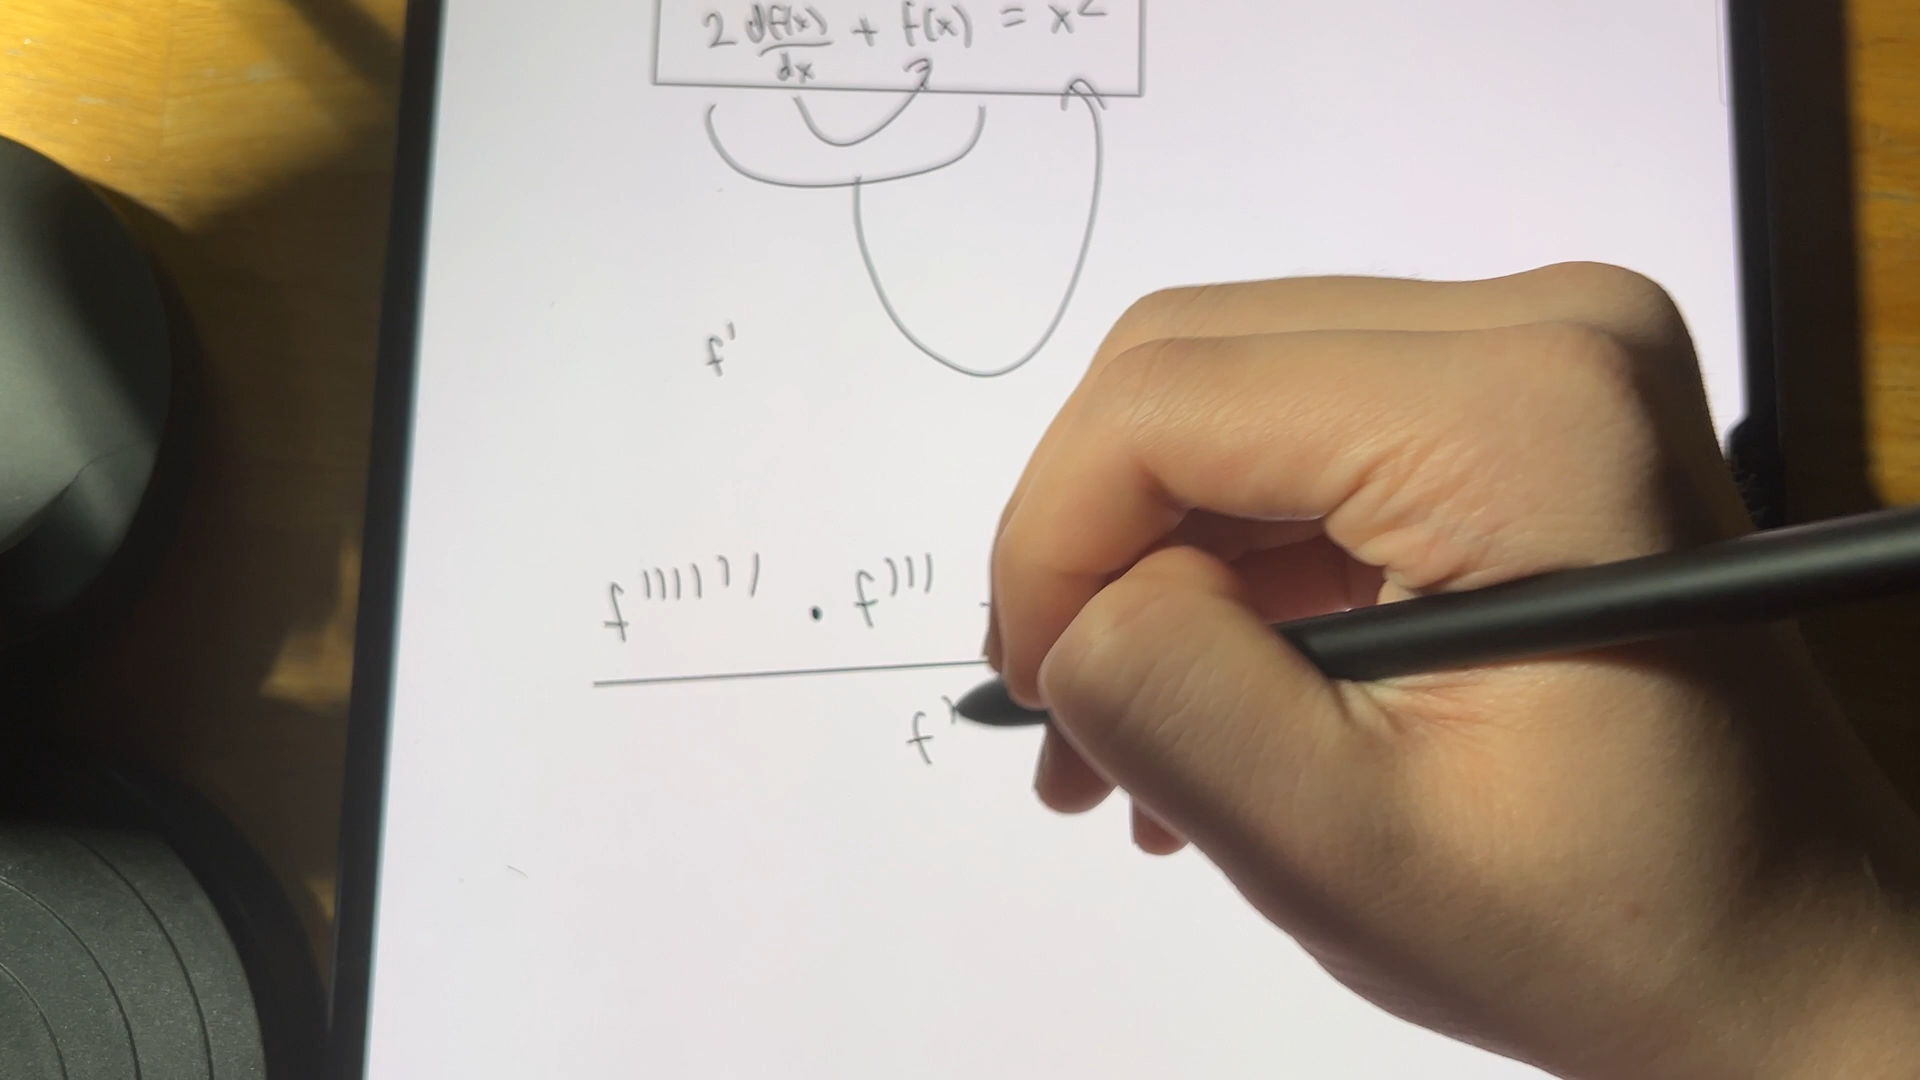 2 df(x)/dx + f(x) = x²
f'
f''''''' · f'''
f'